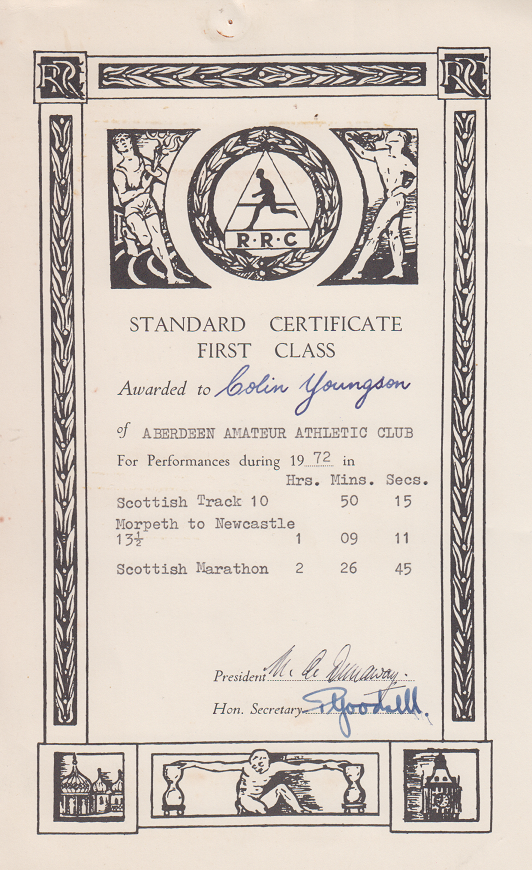 RRC
RRC
R·R·C
STANDARD CERTIFICATE
FIRST CLASS
Awarded to Colin Youngson
of ABERDEEN AMATEUR ATHLETIC CLUB
For Performances during 1972 in
Hrs. Mins. Secs.
Scottish Track 10 50 15
Morpeth to Newcastle
13½ 1 09 11
Scottish Marathon 2 26 45
President
Hon. Secretary